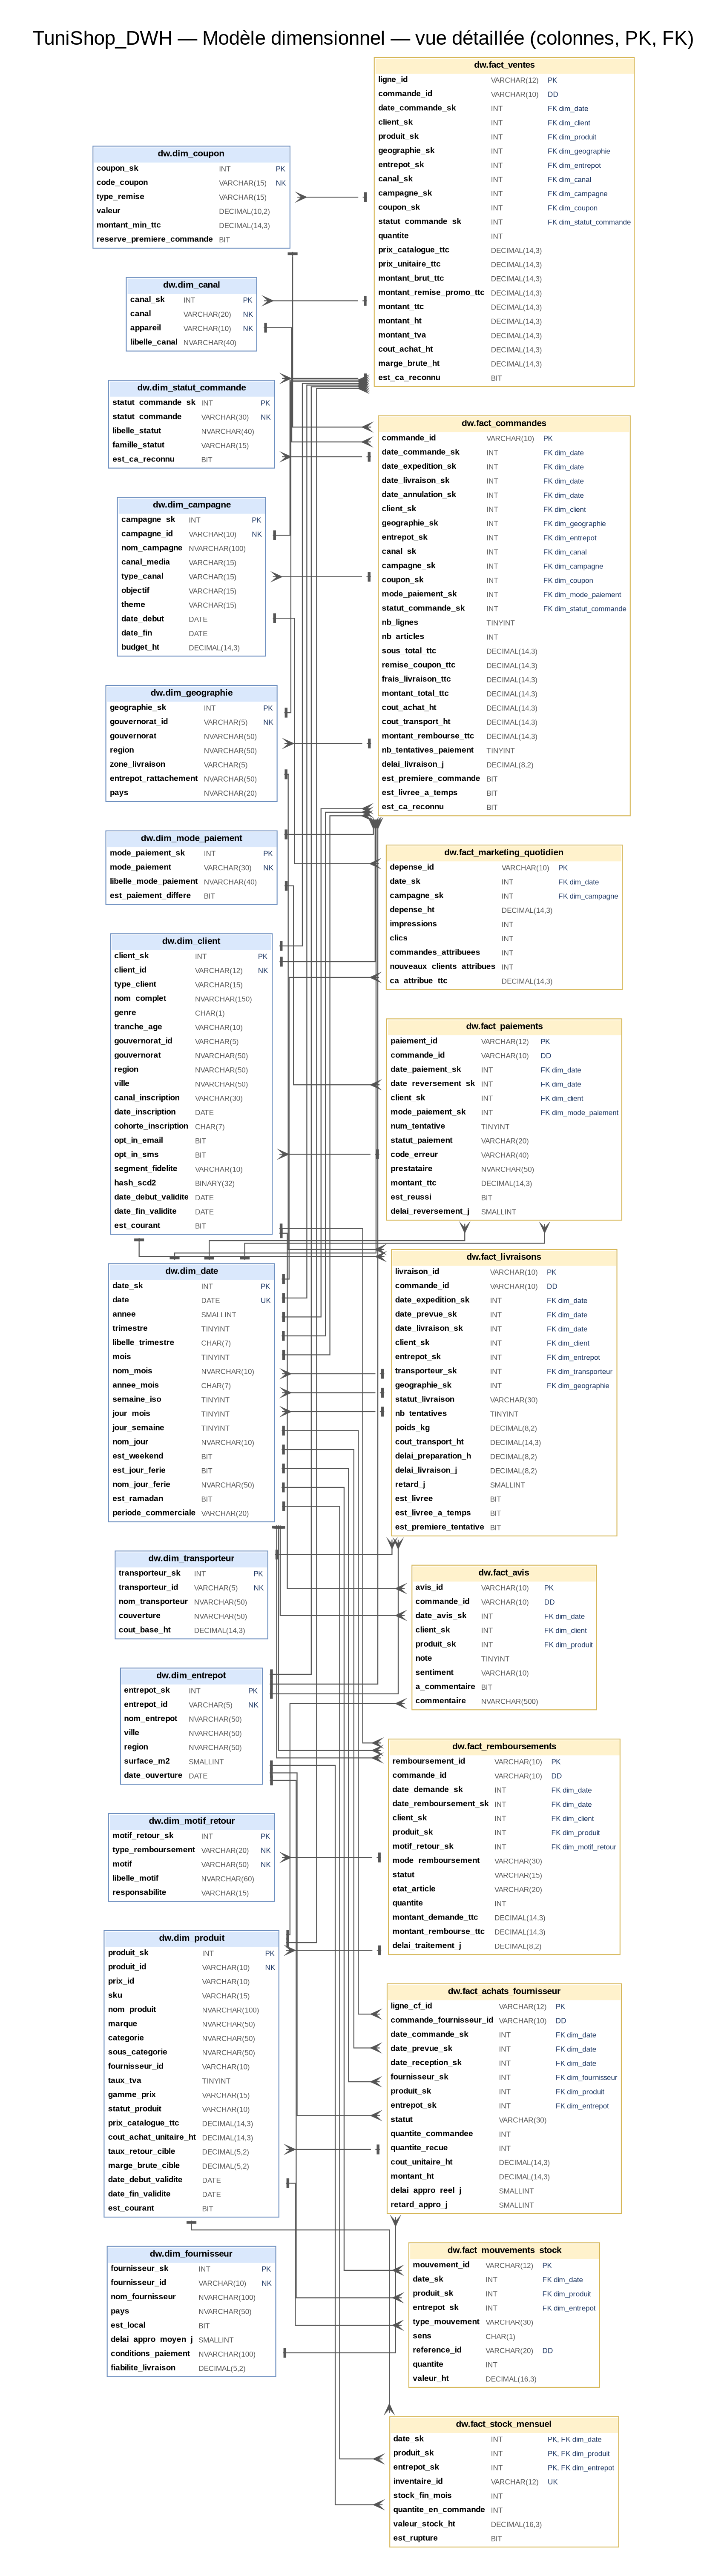 TuniShop_DWH — Modèle dimensionnel — vue détaillée (colonnes, PK, FK)
dw.fact_ventes
ligne_id VARCHAR(12) PK
commande_id VARCHAR(10) DD
date_commande_sk INT FK dim_date
client_sk INT FK dim_client
produit_sk INT FK dim_produit
geographie_sk INT FK dim_geographie
entrepot_sk INT FK dim_entrepot
canal_sk INT FK dim_canal
campagne_sk INT FK dim_campagne
coupon_sk INT FK dim_coupon
statut_commande_sk INT FK dim_statut_commande
quantite INT
prix_catalogue_ttc DECIMAL(14,3)
prix_unitaire_ttc DECIMAL(14,3)
montant_brut_ttc DECIMAL(14,3)
montant_remise_promo_ttc DECIMAL(14,3)
montant_ttc DECIMAL(14,3)
montant_ht DECIMAL(14,3)
montant_tva DECIMAL(14,3)
cout_achat_ht DECIMAL(14,3)
marge_brute_ht DECIMAL(14,3)
est_ca_reconnu BIT
dw.dim_coupon
coupon_sk INT PK
code_coupon VARCHAR(15) NK
type_remise VARCHAR(15)
valeur DECIMAL(10,2)
montant_min_ttc DECIMAL(14,3)
reserve_premiere_commande BIT
dw.dim_canal
canal_sk INT PK
canal VARCHAR(20) NK
appareil VARCHAR(10) NK
libelle_canal NVARCHAR(40)
dw.dim_statut_commande
statut_commande_sk INT PK
statut_commande VARCHAR(30) NK
libelle_statut NVARCHAR(40)
famille_statut VARCHAR(15)
est_ca_reconnu BIT
dw.fact_commandes
commande_id VARCHAR(10) PK
date_commande_sk INT FK dim_date
date_expedition_sk INT FK dim_date
date_livraison_sk INT FK dim_date
date_annulation_sk INT FK dim_date
client_sk INT FK dim_client
geographie_sk INT FK dim_geographie
entrepot_sk INT FK dim_entrepot
canal_sk INT FK dim_canal
campagne_sk INT FK dim_campagne
coupon_sk INT FK dim_coupon
mode_paiement_sk INT FK dim_mode_paiement
statut_commande_sk INT FK dim_statut_commande
nb_lignes TINYINT
nb_articles INT
sous_total_ttc DECIMAL(14,3)
remise_coupon_ttc DECIMAL(14,3)
frais_livraison_ttc DECIMAL(14,3)
montant_total_ttc DECIMAL(14,3)
cout_achat_ht DECIMAL(14,3)
cout_transport_ht DECIMAL(14,3)
montant_rembourse_ttc DECIMAL(14,3)
nb_tentatives_paiement TINYINT
delai_livraison_j DECIMAL(8,2)
est_premiere_commande BIT
est_livree_a_temps BIT
est_ca_reconnu BIT
dw.dim_campagne
campagne_sk INT PK
campagne_id VARCHAR(10) NK
nom_campagne NVARCHAR(100)
canal_media VARCHAR(15)
type_canal VARCHAR(15)
objectif VARCHAR(15)
theme VARCHAR(15)
date_debut DATE
date_fin DATE
budget_ht DECIMAL(14,3)
dw.dim_geographie
geographie_sk INT PK
gouvernorat_id VARCHAR(5) NK
gouvernorat NVARCHAR(50)
region NVARCHAR(50)
zone_livraison VARCHAR(5)
entrepot_rattachement NVARCHAR(50)
pays NVARCHAR(20)
dw.dim_mode_paiement
mode_paiement_sk INT PK
mode_paiement VARCHAR(30) NK
libelle_mode_paiement NVARCHAR(40)
est_paiement_differe BIT
dw.fact_marketing_quotidien
depense_id VARCHAR(10) PK
date_sk INT FK dim_date
campagne_sk INT FK dim_campagne
depense_ht DECIMAL(14,3)
impressions INT
clics INT
commandes_attribuees INT
nouveaux_clients_attribues INT
ca_attribue_ttc DECIMAL(14,3)
dw.dim_client
client_sk INT PK
client_id VARCHAR(12) NK
type_client VARCHAR(15)
nom_complet NVARCHAR(150)
genre CHAR(1)
tranche_age VARCHAR(10)
gouvernorat_id VARCHAR(5)
gouvernorat NVARCHAR(50)
region NVARCHAR(50)
ville NVARCHAR(50)
canal_inscription VARCHAR(30)
date_inscription DATE
cohorte_inscription CHAR(7)
opt_in_email BIT
opt_in_sms BIT
segment_fidelite VARCHAR(10)
hash_scd2 BINARY(32)
date_debut_validite DATE
date_fin_validite DATE
est_courant BIT
dw.fact_paiements
paiement_id VARCHAR(12) PK
commande_id VARCHAR(10) DD
date_paiement_sk INT FK dim_date
date_reversement_sk INT FK dim_date
client_sk INT FK dim_client
mode_paiement_sk INT FK dim_mode_paiement
num_tentative TINYINT
statut_paiement VARCHAR(20)
code_erreur VARCHAR(40)
prestataire NVARCHAR(50)
montant_ttc DECIMAL(14,3)
est_reussi BIT
delai_reversement_j SMALLINT
dw.dim_date
date_sk INT PK
date DATE UK
annee SMALLINT
trimestre TINYINT
libelle_trimestre CHAR(7)
mois TINYINT
nom_mois NVARCHAR(10)
annee_mois CHAR(7)
semaine_iso TINYINT
jour_mois TINYINT
jour_semaine TINYINT
nom_jour NVARCHAR(10)
est_weekend BIT
est_jour_ferie BIT
nom_jour_ferie NVARCHAR(50)
est_ramadan BIT
periode_commerciale VARCHAR(20)
dw.fact_livraisons
livraison_id VARCHAR(10) PK
commande_id VARCHAR(10) DD
date_expedition_sk INT FK dim_date
date_prevue_sk INT FK dim_date
date_livraison_sk INT FK dim_date
client_sk INT FK dim_client
entrepot_sk INT FK dim_entrepot
transporteur_sk INT FK dim_transporteur
geographie_sk INT FK dim_geographie
statut_livraison VARCHAR(30)
nb_tentatives TINYINT
poids_kg DECIMAL(8,2)
cout_transport_ht DECIMAL(14,3)
delai_preparation_h DECIMAL(8,2)
delai_livraison_j DECIMAL(8,2)
retard_j SMALLINT
est_livree BIT
est_livree_a_temps BIT
est_premiere_tentative BIT
dw.dim_transporteur
transporteur_sk INT PK
transporteur_id VARCHAR(5) NK
nom_transporteur NVARCHAR(50)
couverture NVARCHAR(50)
cout_base_ht DECIMAL(14,3)
dw.fact_avis
avis_id VARCHAR(10) PK
commande_id VARCHAR(10) DD
date_avis_sk INT FK dim_date
client_sk INT FK dim_client
produit_sk INT FK dim_produit
note TINYINT
sentiment VARCHAR(10)
a_commentaire BIT
commentaire NVARCHAR(500)
dw.dim_entrepot
entrepot_sk INT PK
entrepot_id VARCHAR(5) NK
nom_entrepot NVARCHAR(50)
ville NVARCHAR(50)
region NVARCHAR(50)
surface_m2 SMALLINT
date_ouverture DATE
dw.fact_remboursements
remboursement_id VARCHAR(10) PK
commande_id VARCHAR(10) DD
date_demande_sk INT FK dim_date
date_remboursement_sk INT FK dim_date
client_sk INT FK dim_client
produit_sk INT FK dim_produit
motif_retour_sk INT FK dim_motif_retour
mode_remboursement VARCHAR(30)
statut VARCHAR(15)
etat_article VARCHAR(20)
quantite INT
montant_demande_ttc DECIMAL(14,3)
montant_rembourse_ttc DECIMAL(14,3)
delai_traitement_j DECIMAL(8,2)
dw.dim_motif_retour
motif_retour_sk INT PK
type_remboursement VARCHAR(20) NK
motif VARCHAR(50) NK
libelle_motif NVARCHAR(60)
responsabilite VARCHAR(15)
dw.dim_produit
produit_sk INT PK
produit_id VARCHAR(10) NK
prix_id VARCHAR(10)
sku VARCHAR(15)
nom_produit NVARCHAR(100)
marque NVARCHAR(50)
categorie NVARCHAR(50)
sous_categorie NVARCHAR(50)
fournisseur_id VARCHAR(10)
taux_tva TINYINT
gamme_prix VARCHAR(15)
statut_produit VARCHAR(10)
prix_catalogue_ttc DECIMAL(14,3)
cout_achat_unitaire_ht DECIMAL(14,3)
taux_retour_cible DECIMAL(5,2)
marge_brute_cible DECIMAL(5,2)
date_debut_validite DATE
date_fin_validite DATE
est_courant BIT
dw.fact_achats_fournisseur
ligne_cf_id VARCHAR(12) PK
commande_fournisseur_id VARCHAR(10) DD
date_commande_sk INT FK dim_date
date_prevue_sk INT FK dim_date
date_reception_sk INT FK dim_date
fournisseur_sk INT FK dim_fournisseur
produit_sk INT FK dim_produit
entrepot_sk INT FK dim_entrepot
statut VARCHAR(30)
quantite_commandee INT
quantite_recue INT
cout_unitaire_ht DECIMAL(14,3)
montant_ht DECIMAL(14,3)
delai_appro_reel_j SMALLINT
retard_appro_j SMALLINT
dw.dim_fournisseur
fournisseur_sk INT PK
fournisseur_id VARCHAR(10) NK
nom_fournisseur NVARCHAR(100)
pays NVARCHAR(50)
est_local BIT
delai_appro_moyen_j SMALLINT
conditions_paiement NVARCHAR(100)
fiabilite_livraison DECIMAL(5,2)
dw.fact_mouvements_stock
mouvement_id VARCHAR(12) PK
date_sk INT FK dim_date
produit_sk INT FK dim_produit
entrepot_sk INT FK dim_entrepot
type_mouvement VARCHAR(30)
sens CHAR(1)
reference_id VARCHAR(20) DD
quantite INT
valeur_ht DECIMAL(16,3)
dw.fact_stock_mensuel
date_sk INT PK, FK dim_date
produit_sk INT PK, FK dim_produit
entrepot_sk INT PK, FK dim_entrepot
inventaire_id VARCHAR(12) UK
stock_fin_mois INT
quantite_en_commande INT
valeur_stock_ht DECIMAL(16,3)
est_rupture BIT